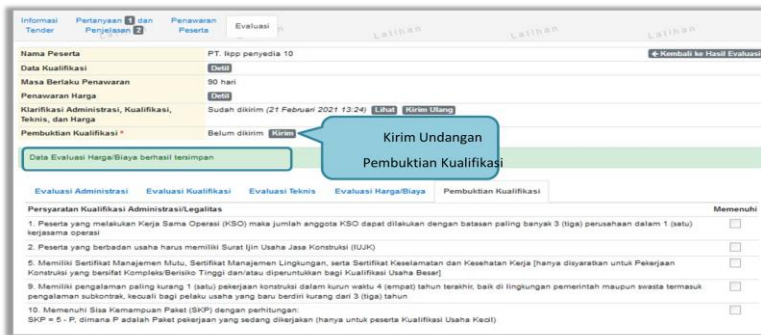 Informasi Tender
Pertanyaan 1 dan Penjelasan 2
Penawaran Peserta
Evaluasi
Latihan
Latihan
Latihan
Nama Peserta PT. lkpp penyedia 10 Kembali ke Hasil Evaluasi
Data Kualifikasi Detil
Masa Berlaku Penawaran 90 hari
Penawaran Harga Detil
Klarifikasi Administrasi, Kualifikasi, Teknis, dan Harga Sudah dikirim (21 Februari 2021 13:24) Lihat Kirim Ulang
Pembuktian Kualifikasi * Belum dikirim Kirim
Kirim Undangan
Pembuktian Kualifikasi
Data Evaluasi Harga/Biaya berhasil tersimpan
Evaluasi Administrasi Evaluasi Kualifikasi Evaluasi Teknis Evaluasi Harga/Biaya Pembuktian Kualifikasi
Persyaratan Kualifikasi Administrasi/Legalitas Memenuhi
1. Peserta yang melakukan Kerja Sama Operasi (KSO) maka jumlah anggota KSO dapat dilakukan dengan batasan paling banyak 3 (tiga) perusahaan dalam 1 (satu)
kerjasama operasi
2. Peserta yang berbadan usaha harus memiliki Surat Ijin Usaha Jasa Konstruksi (IUJK)
6. Memiliki Sertifikat Manajemen Mutu, Sertifikat Manajemen Lingkungan, serta Sertifikat Keselamatan dan Kesehatan Kerja [hanya disyaratkan untuk Pekerjaan
Konstruksi yang bersifat Kompleks/Berisiko Tinggi dan/atau diperuntukkan bagi Kualifikasi Usaha Besar]
9. Memiliki pengalaman paling kurang 1 (satu) pekerjaan konstruksi dalam kurun waktu 4 (empat) tahun terakhir, baik di lingkungan pemerintah maupun swasta termasuk
pengalaman subkontrak, kecuali bagi pelaku usaha yang baru berdiri kurang dari 3 (tiga) tahun
10. Memenuhi Sisa Kemampuan Paket (SKP) dengan perhitungan:
SKP = 5 - P, dimana P adalah Paket pekerjaan yang sedang dikerjakan (hanya untuk peserta Kualifikasi Usaha Kecil)